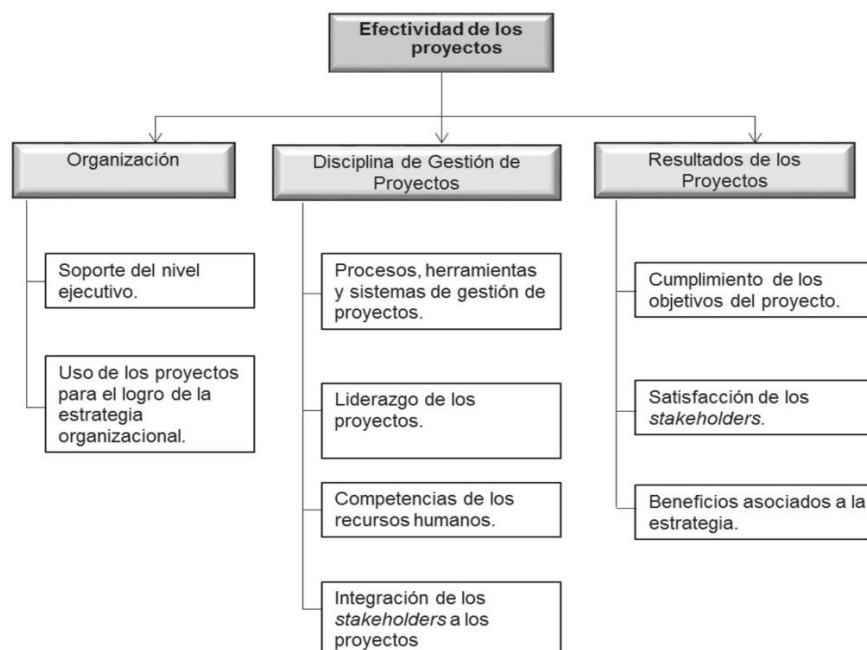 Efectividad de los
proyectos
Organización
Soporte del nivel
ejecutivo.
Uso de los proyectos
para el logro de la
estrategia
organizacional.
Disciplina de Gestión de
Proyectos
Procesos, herramientas
y sistemas de gestión de
proyectos.
Liderazgo de los
proyectos.
Competencias de los
recursos humanos.
Integración de los
stakeholders a los
proyectos
Resultados de los
Proyectos
Cumplimiento de los
objetivos del proyecto.
Satisfacción de los
stakeholders.
Beneficios asociados a la
estrategia.